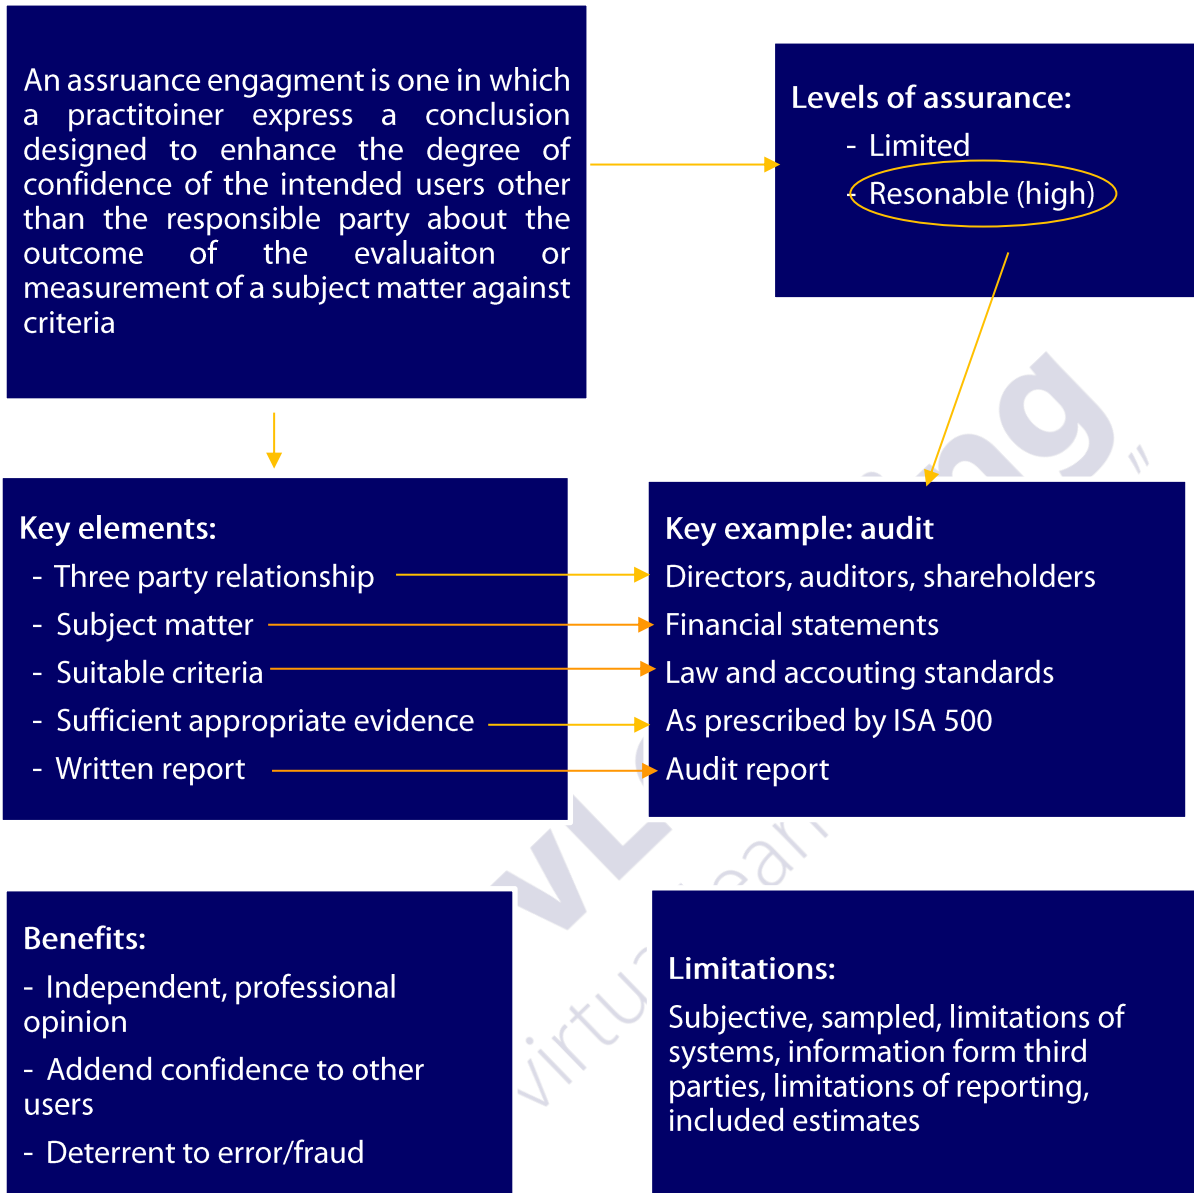 An assruance engagment is one in which
a practitoiner express a conclusion
designed to enhance the degree of
confidence of the intended users other
than the responsible party about the
outcome of the evaluaiton or
measurement of a subject matter against
criteria
Levels of assurance:
- Limited
- Resonable (high)
Key elements:
- Three party relationship
- Subject matter
- Suitable criteria
- Sufficient appropriate evidence
- Written report
Key example: audit
Directors, auditors, shareholders
Financial statements
Law and accouting standards
As prescribed by ISA 500
Audit report
Benefits:
- Independent, professional
opinion
- Addend confidence to other
users
- Deterrent to error/fraud
Limitations:
Subjective, sampled, limitations of
systems, information form third
parties, limitations of reporting,
included estimates